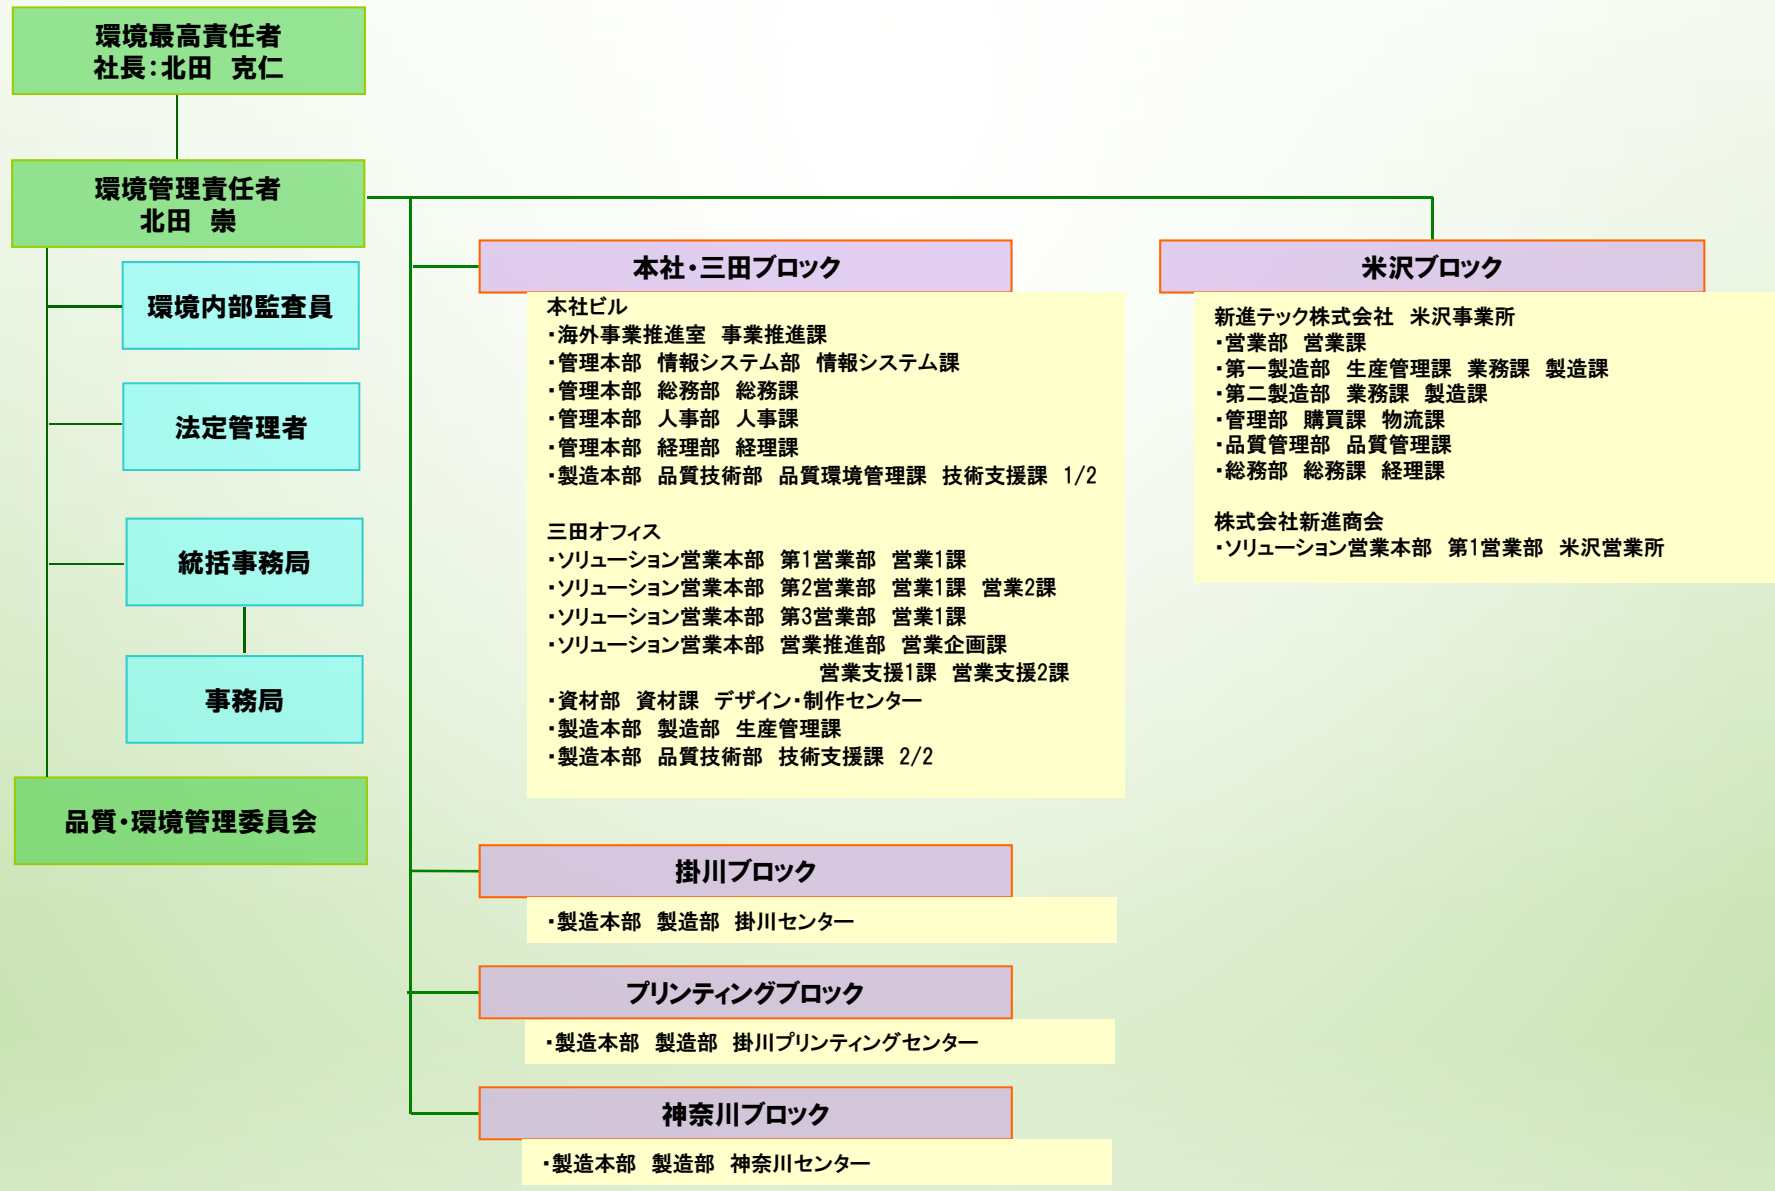 環境最高責任者
社長:北田　克仁
環境管理責任者
北田　崇
環境内部監査員
法定管理者
統括事務局
事務局
品質・環境管理委員会
本社・三田ブロック
本社ビル
・海外事業推進室　事業推進課
・管理本部　情報システム部　情報システム課
・管理本部　総務部　総務課
・管理本部　人事部　人事課
・管理本部　経理部　経理課
・製造本部　品質技術部　品質環境管理課　技術支援課　1/2
三田オフィス
・ソリューション営業本部　第1営業部　営業1課
・ソリューション営業本部　第2営業部　営業1課　営業2課
・ソリューション営業本部　第3営業部　営業1課
・ソリューション営業本部　営業推進部　営業企画課
営業支援1課　営業支援2課
・資材部　資材課　デザイン・制作センター
・製造本部　製造部　生産管理課
・製造本部　品質技術部　技術支援課　2/2
掛川ブロック
・製造本部　製造部　掛川センター
プリンティングブロック
・製造本部　製造部　掛川プリンティングセンター
神奈川ブロック
・製造本部　製造部　神奈川センター
米沢ブロック
新進テック株式会社　米沢事業所
・営業部　営業課
・第一製造部　生産管理課　業務課　製造課
・第二製造部　業務課　製造課
・管理部　購買課　物流課
・品質管理部　品質管理課
・総務部　総務課　経理課
株式会社新進商会
・ソリューション営業本部　第1営業部　米沢営業所